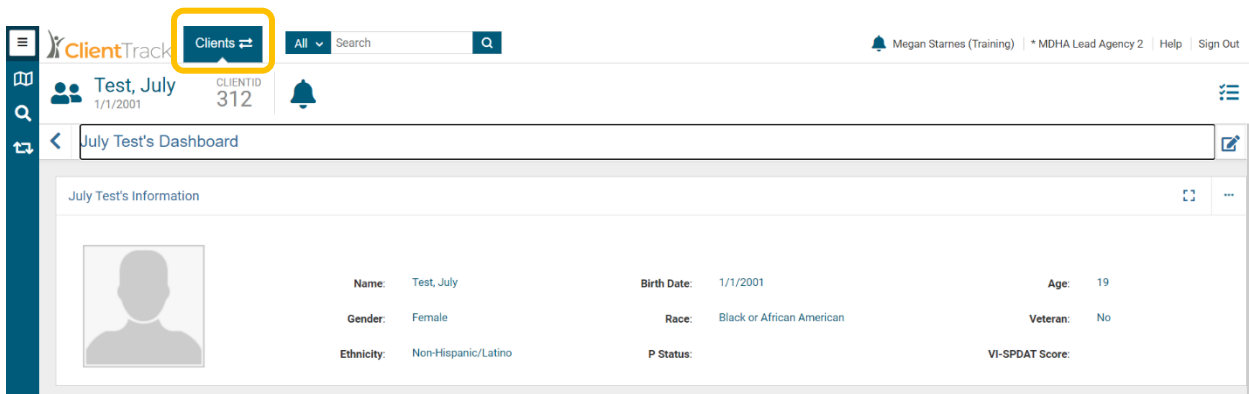 ClientTrack Clients All Search Megan Starnes (Training) * MDHA Lead Agency 2 Help Sign Out
Test, July CLIENTID
1/1/2001 312
July Test's Dashboard
July Test's Information
Name: Test, July Birth Date: 1/1/2001 Age: 19
Gender: Female Race: Black or African American Veteran: No
Ethnicity: Non-Hispanic/Latino P Status: VI-SPDAT Score: